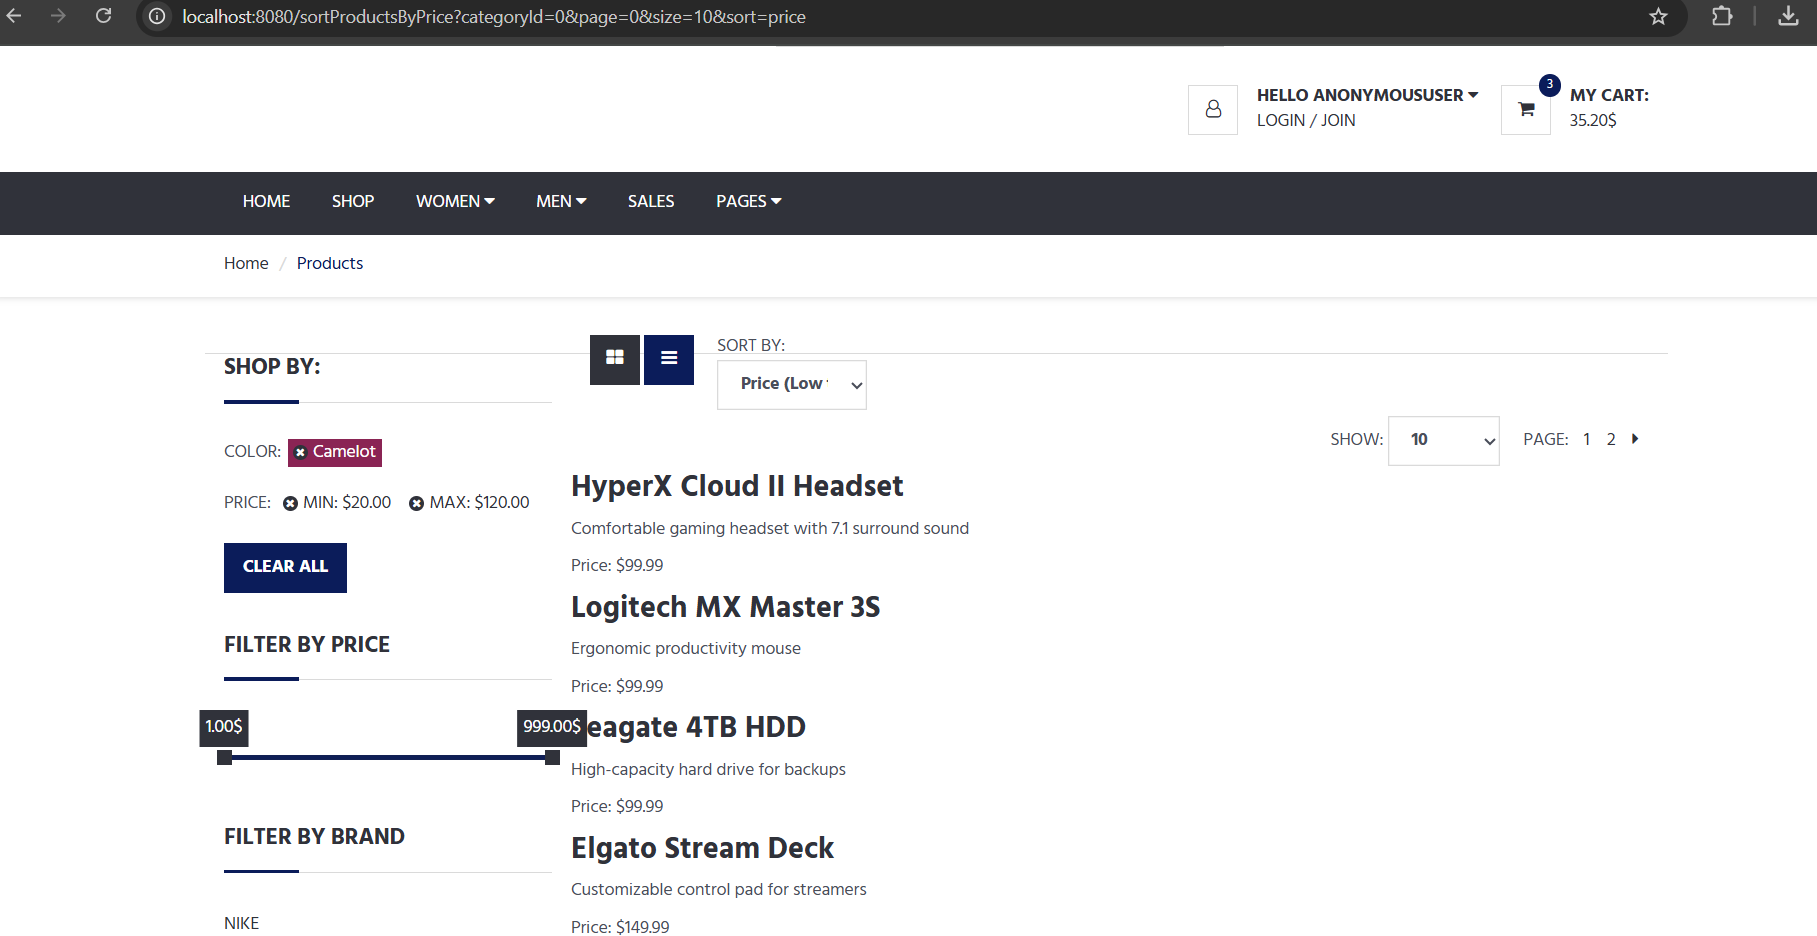 localhost:8080/sortProductsByPrice?categoryId=0&page=0&size=10&sort=price
HELLO ANONYMOUSUSER
LOGIN / JOIN
3
MY CART:
35.20$
HOME SHOP WOMEN MEN SALES PAGES
Home / Products
SHOP BY:
SORT BY:
Price (Low
SHOW: 10 PAGE: 1 2
COLOR: Camelot
PRICE: MIN: $20.00 MAX: $120.00
CLEAR ALL
FILTER BY PRICE
1.00$ 999.00$
FILTER BY BRAND
NIKE
HyperX Cloud II Headset
Comfortable gaming headset with 7.1 surround sound
Price: $99.99
Logitech MX Master 3S
Ergonomic productivity mouse
Price: $99.99
eagate 4TB HDD
High-capacity hard drive for backups
Price: $99.99
Elgato Stream Deck
Customizable control pad for streamers
Price: $149.99